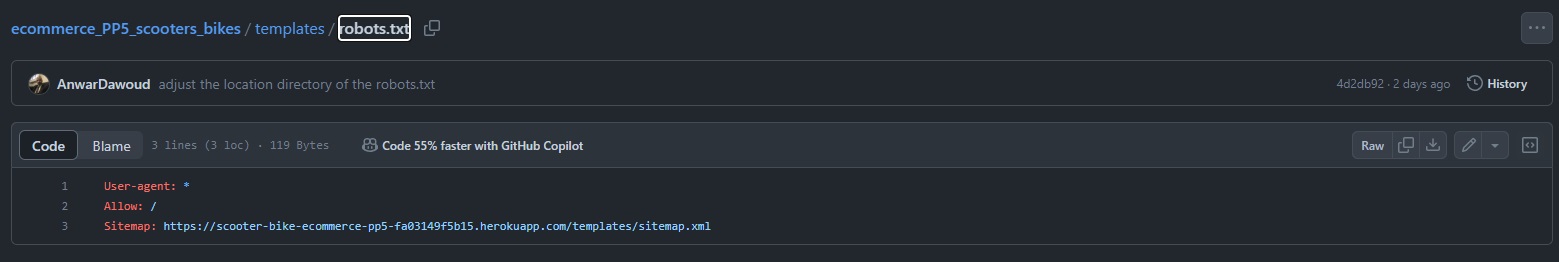 ecommerce_PP5_scooters_bikes / templates / robots.txt
AnwarDawoud adjust the location directory of the robots.txt 4d2db92 · 2 days ago History
Code Blame 3 lines (3 loc) · 119 Bytes Code 55% faster with GitHub Copilot Raw
1 User-agent: *
2 Allow: /
3 Sitemap: https://scooter-bike-ecommerce-pp5-fa03149f5b15.herokuapp.com/templates/sitemap.xml